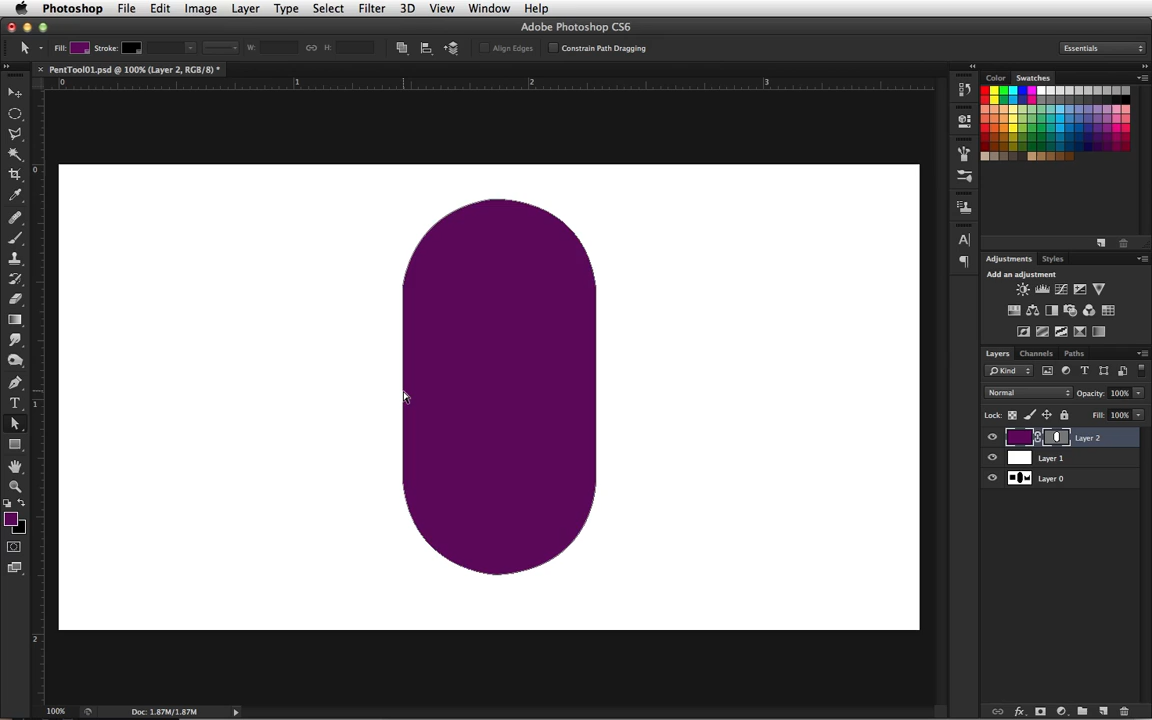 Photoshop File Edit Image Layer Type Select Filter 3D View Window Help
Adobe Photoshop CS6
Fill: Stroke: W: H: Align Edges Constrain Path Dragging Essentials
× PentTool01.psd @ 100% (Layer 2, RGB/8) *
0 1 2 3
0
1
2
Color Swatches
Adjustments Styles
Add an adjustment
Layers Channels Paths
Kind
Normal Opacity: 100%
Lock: Fill: 100%
Layer 2
Layer 1
Layer 0
100% Doc: 1.87M/1.87M